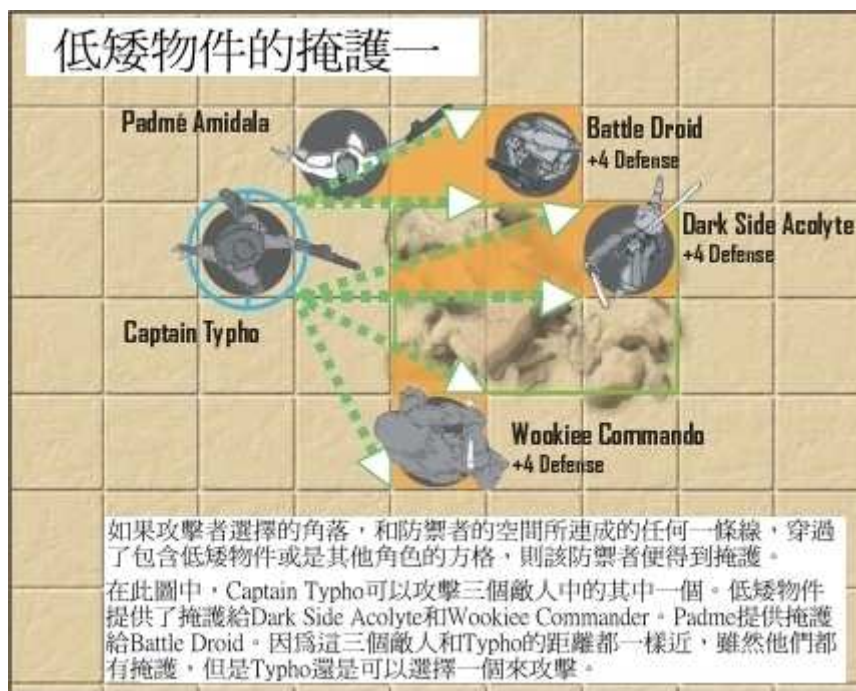 低矮物件的掩護一
Padmé Amidala
Battle Droid
+4 Defense
Dark Side Acolyte
+4 Defense
Captain Typho
Wookiee Commando
+4 Defense
如果攻擊者選擇的角落，和防禦者的空間所連成的任何一條線，穿過
了包含低矮物件或是其他角色的方格，則該防禦者便得到掩護。
在此圖中，Captain Typho可以攻擊三個敵人中的其中一個。低矮物件
提供了掩護給Dark Side Acolyte和Wookiee Commander。Padme提供掩護
給Battle Droid。因爲這三個敵人和Typho的距離都一樣近，雖然他們都
有掩護，但是Typho還是可以選擇一個來攻擊。